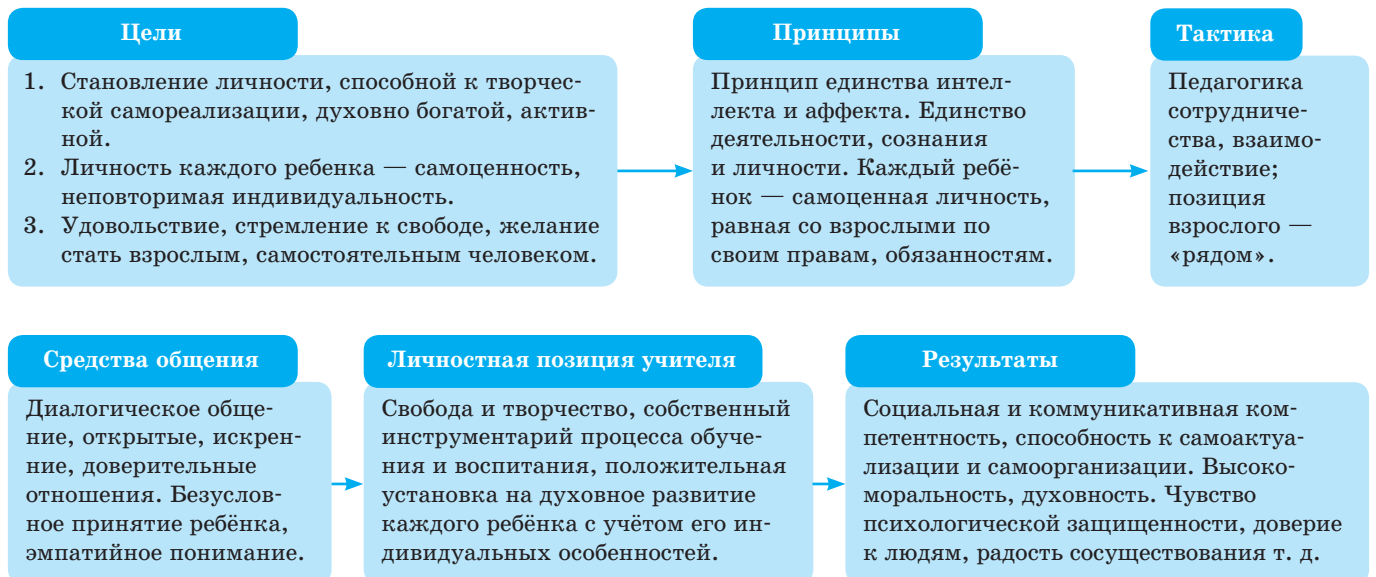 Цели
1. Становление личности, способной к творчес-
кой самореализации, духовно богатой, актив-
ной.
2. Личность каждого ребенка — самоценность,
неповторимая индивидуальность.
3. Удовольствие, стремление к свободе, желание
стать взрослым, самостоятельным человеком.
Принципы
Принцип единства интел-
лекта и аффекта. Единство
деятельности, сознания
и личности. Каждый ребё-
нок — самоценная личность,
равная со взрослыми по
своим правам, обязанностям.
Тактика
Педагогика
сотрудниче-
ства, взаимо-
действие;
позиция
взрослого —
«рядом».
Средства общения
Диалогическое обще-
ние, открытые, искрен-
ние, доверительные
отношения. Безуслов-
ное принятие ребёнка,
эмпатийное понимание.
Личностная позиция учителя
Свобода и творчество, собственный
инструментарий процесса обуче-
ния и воспитания, положительная
установка на духовное развитие
каждого ребёнка с учётом его ин-
дивидуальных особенностей.
Результаты
Социальная и коммуникативная ком-
петентность, способность к самоактуа-
лизации и самоорганизации. Высоко-
моральность, духовность. Чувство
психологической защищенности, доверие
к людям, радость сосуществования т. д.